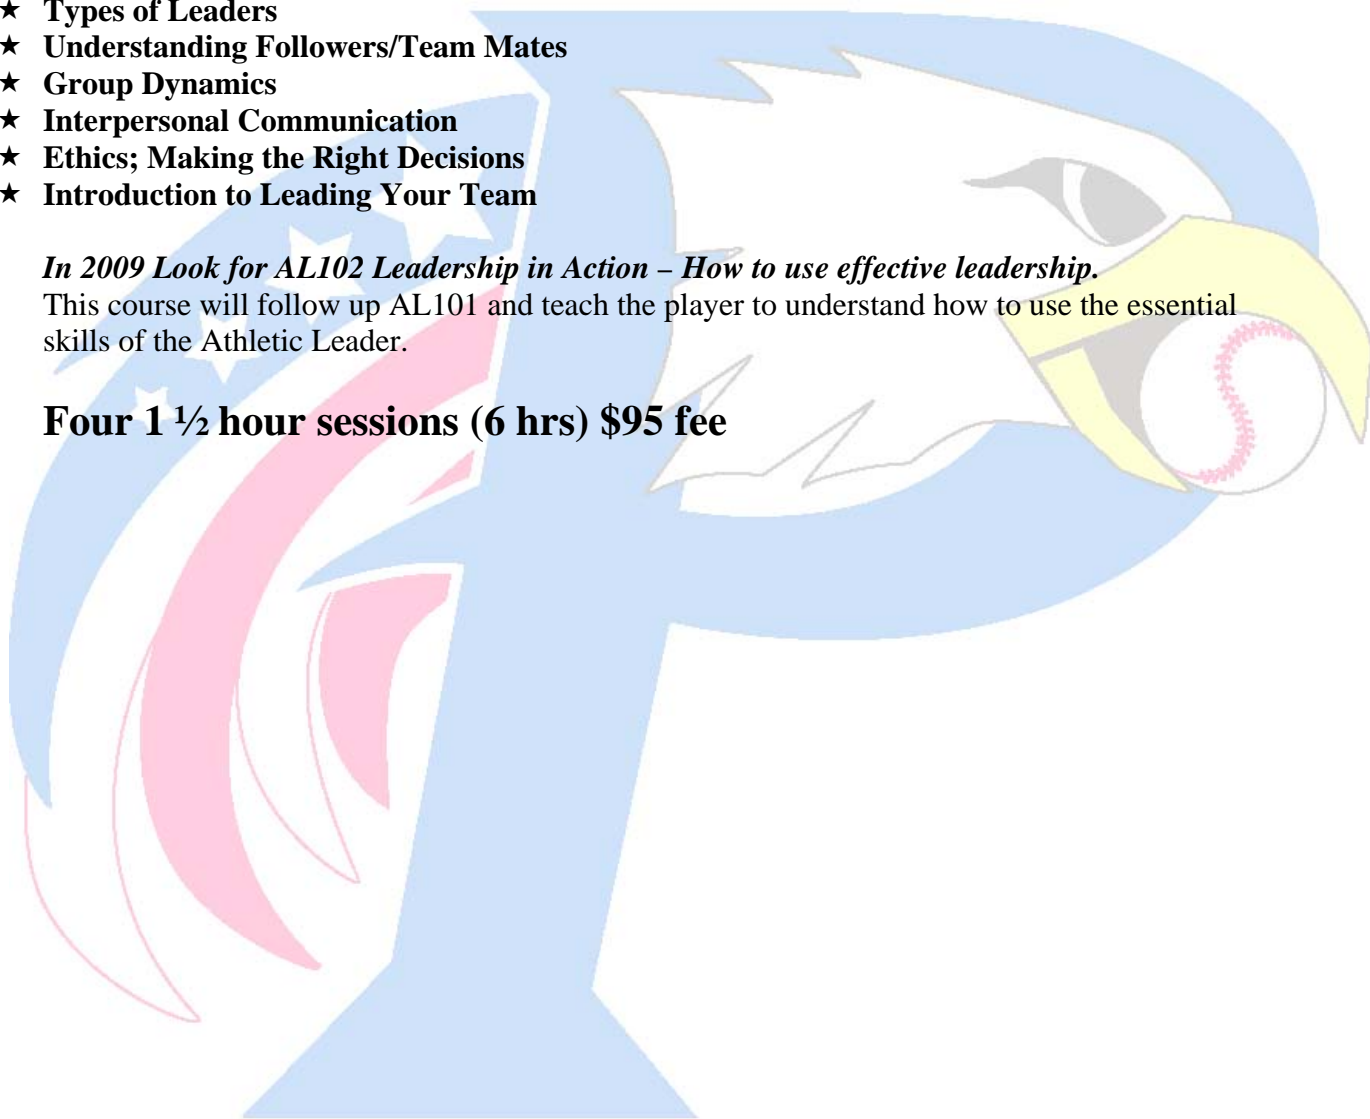 ★ Types of Leaders
★ Understanding Followers/Team Mates
★ Group Dynamics
★ Interpersonal Communication
★ Ethics; Making the Right Decisions
★ Introduction to Leading Your Team
In 2009 Look for AL102 Leadership in Action – How to use effective leadership.
This course will follow up AL101 and teach the player to understand how to use the essential
skills of the Athletic Leader.
Four 1 ½ hour sessions (6 hrs) $95 fee